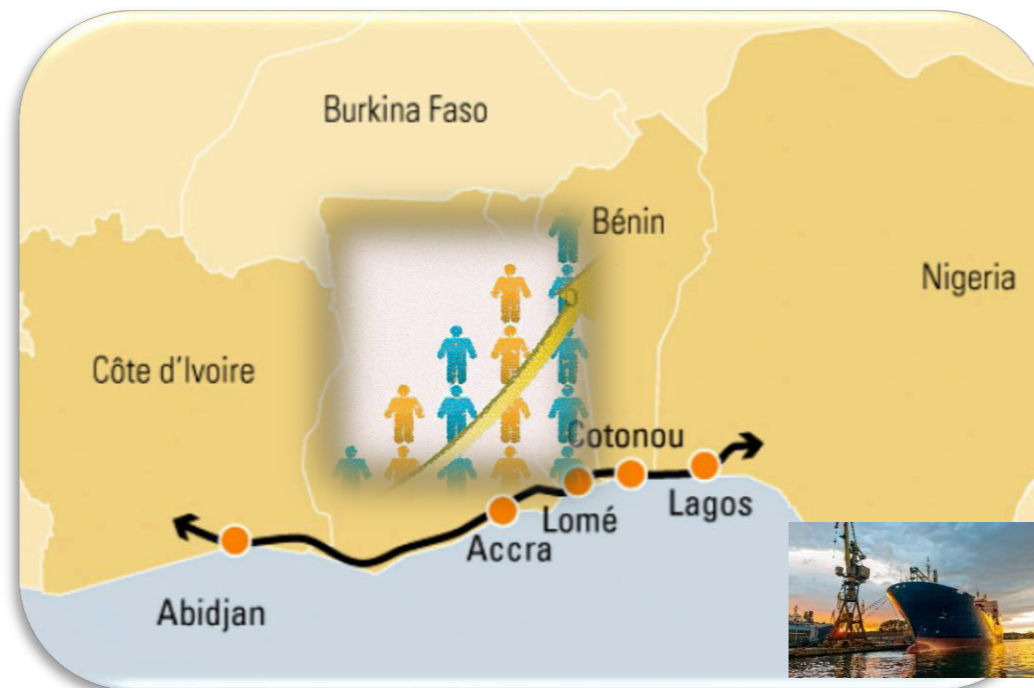 Burkina Faso
Bénin
Nigeria
Côte d'Ivoire
Cotonou
Lagos
Lomé
Accra
Abidjan